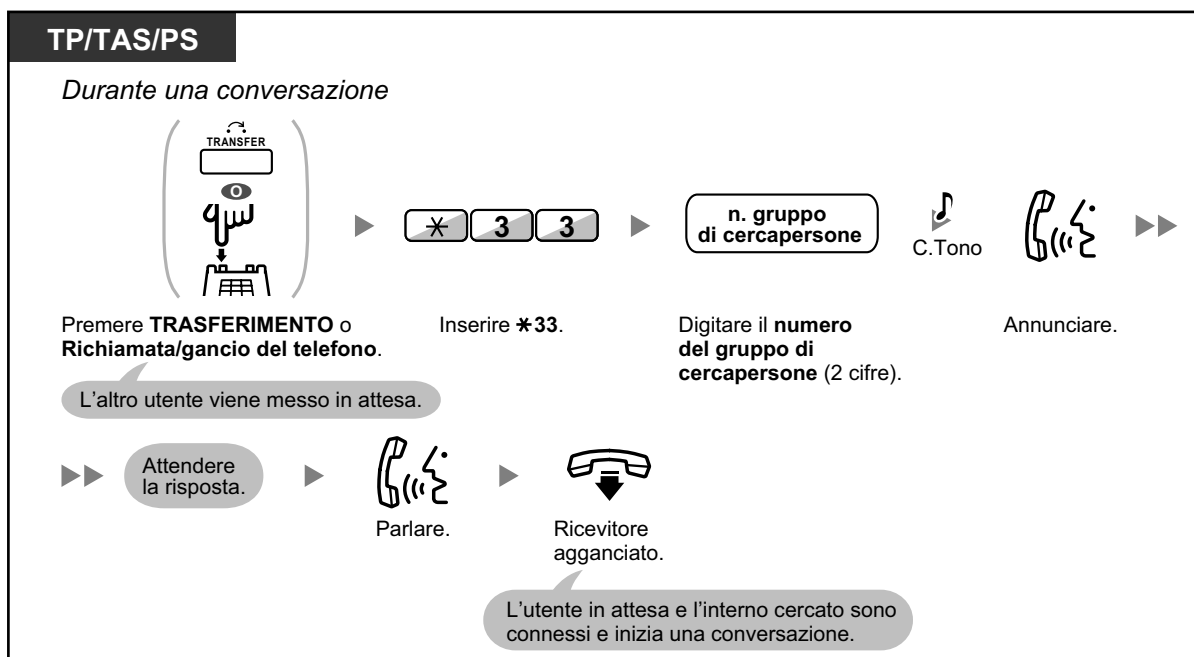 TP/TAS/PS
Durante una conversazione
TRANSFER
O
✱ 3 3
n. gruppo
di cercapersone
C.Tono
Premere TRASFERIMENTO o
Richiamata/gancio del telefono.
L'altro utente viene messo in attesa.
Inserire ✱33.
Digitare il numero
del gruppo di
cercapersone (2 cifre).
Annunciare.
Attendere
la risposta.
Parlare.
Ricevitore
agganciato.
L'utente in attesa e l'interno cercato sono
connessi e inizia una conversazione.